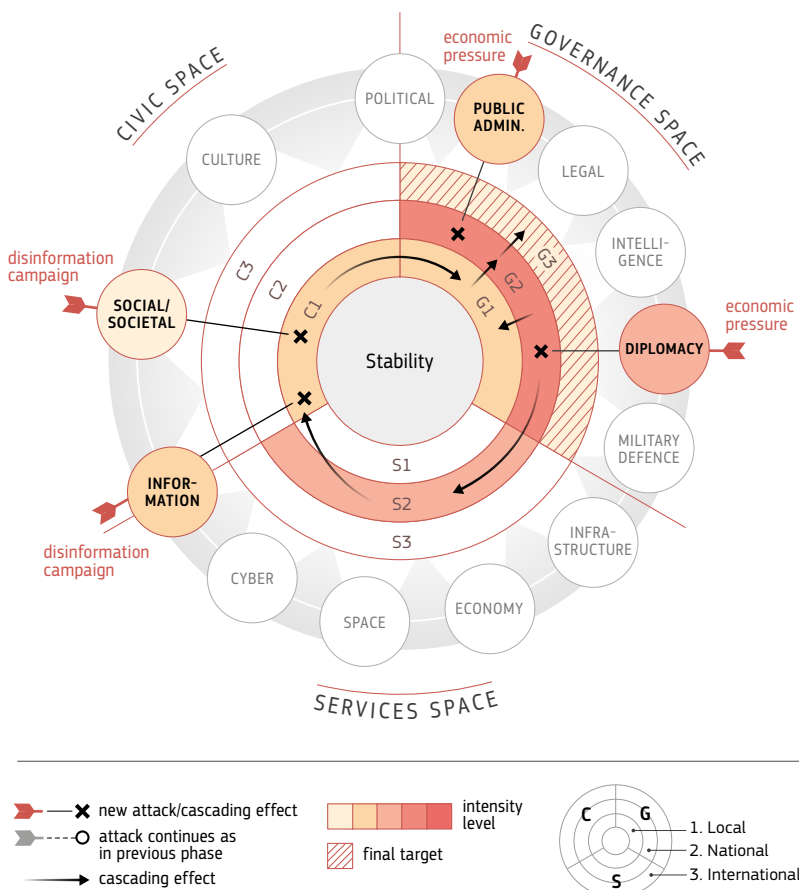 CIVIC SPACE
GOVERNANCE SPACE
economic
pressure
POLITICAL
PUBLIC
ADMIN.
CULTURE
LEGAL
INTELLI-
GENCE
disinformation
campaign
SOCIAL/
SOCIETAL
C3
C2
C1
G1
G2
G3
economic
pressure
DIPLOMACY
Stability
MILITARY
DEFENCE
S1
S2
S3
INFOR-
MATION
disinformation
campaign
INFRA-
STRUCTURE
CYBER
SPACE
ECONOMY
SERVICES SPACE
new attack/cascading effect
attack continues as
in previous phase
cascading effect
intensity
level
final target
C
G
S
1. Local
2. National
3. International